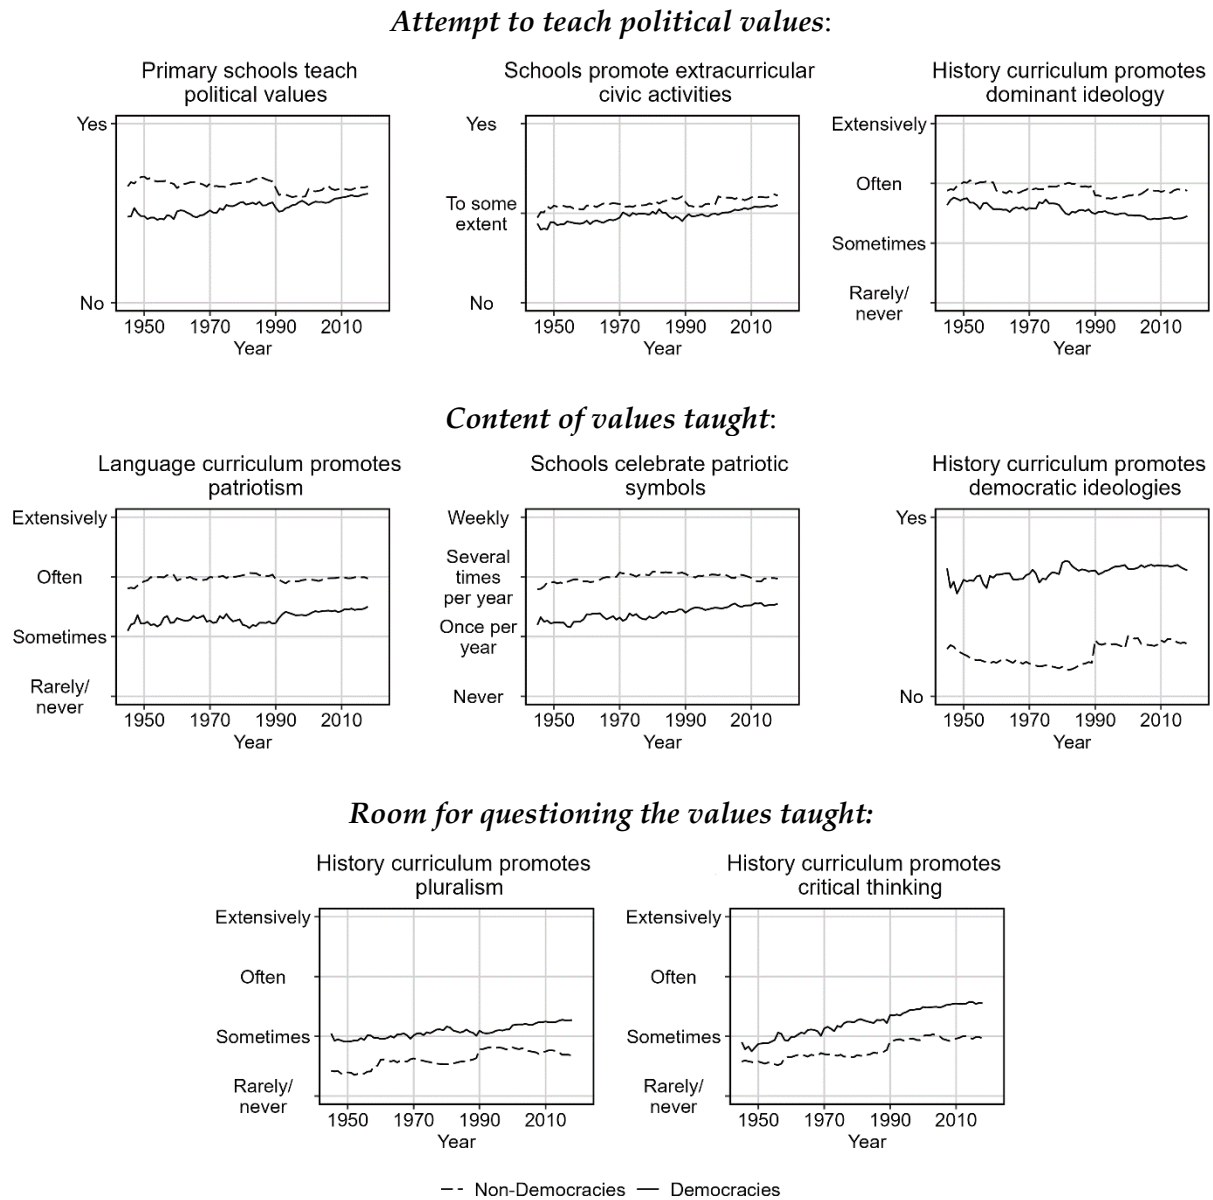 Attempt to teach political values:
Primary schools teach
political values
Yes
No
1950 1970 1990 2010
Year
Schools promote extracurricular
civic activities
Yes
To some
extent
No
1950 1970 1990 2010
Year
History curriculum promotes
dominant ideology
Extensively
Often
Sometimes
Rarely/
never
1950 1970 1990 2010
Year
Content of values taught:
Language curriculum promotes
patriotism
Extensively
Often
Sometimes
Rarely/
never
1950 1970 1990 2010
Year
Schools celebrate patriotic
symbols
Weekly
Several
times
per year
Once per
year
Never
1950 1970 1990 2010
Year
History curriculum promotes
democratic ideologies
Yes
No
1950 1970 1990 2010
Year
Room for questioning the values taught:
History curriculum promotes
pluralism
Extensively
Often
Sometimes
Rarely/
never
1950 1970 1990 2010
Year
History curriculum promotes
critical thinking
Extensively
Often
Sometimes
Rarely/
never
1950 1970 1990 2010
Year
Non-Democracies Democracies